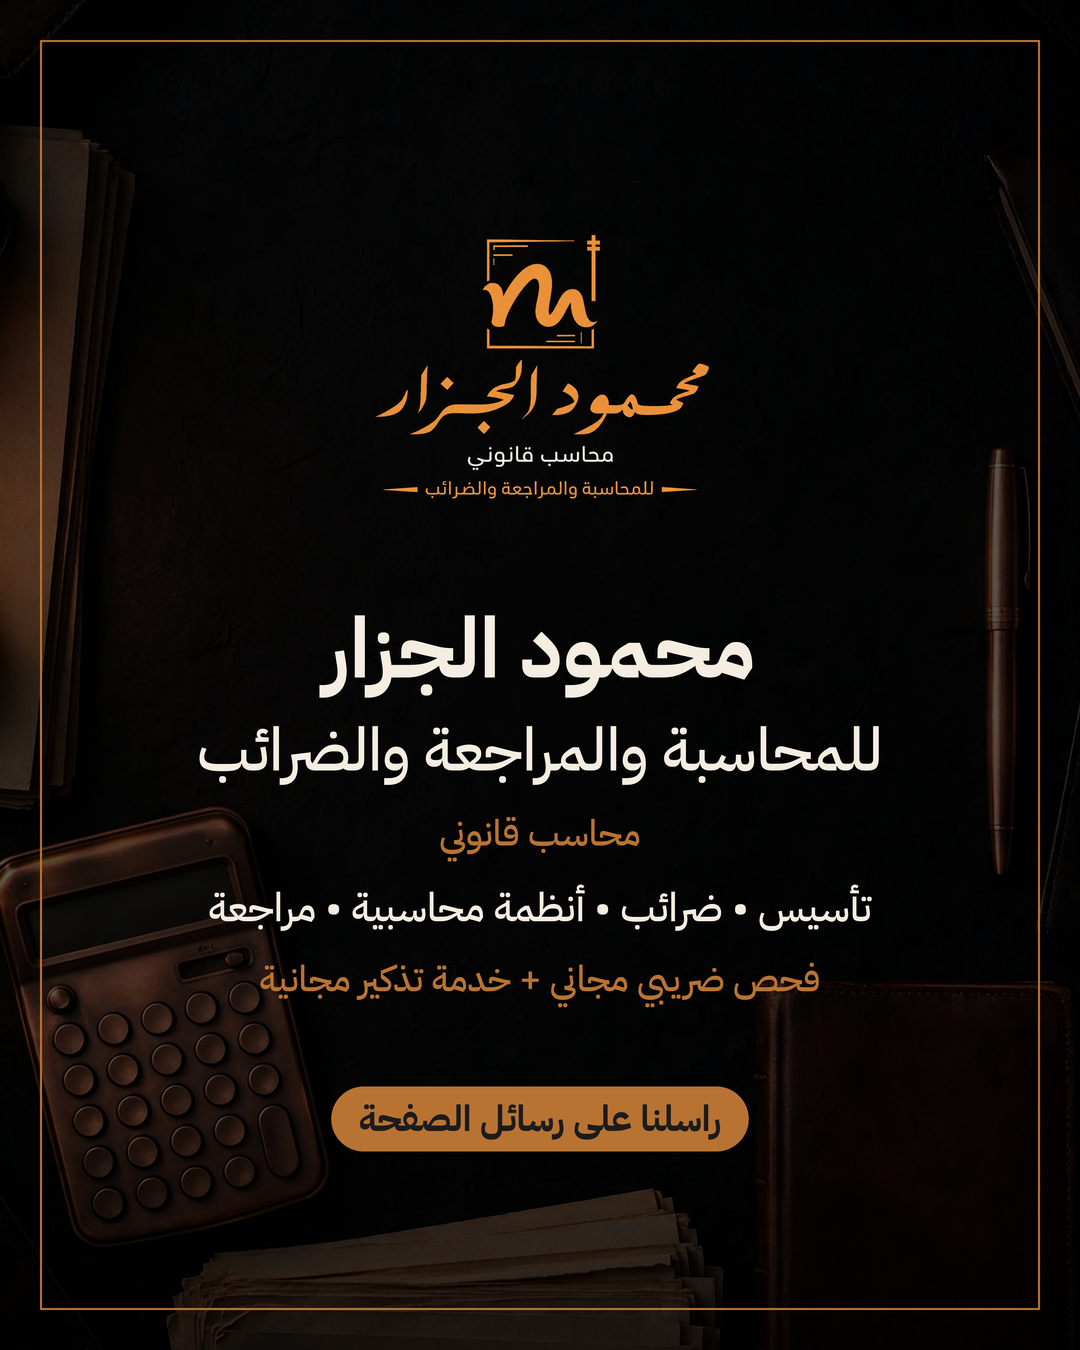 محمود الجزار
محاسب قانوني
للمحاسبة والمراجعة والضرائب
محمود الجزار
للمحاسبة والمراجعة والضرائب
محاسب قانوني
تأسيس • ضرائب • أنظمة محاسبية • مراجعة
فحص ضريبي مجاني + خدمة تذكير مجانية
راسلنا على رسائل الصفحة